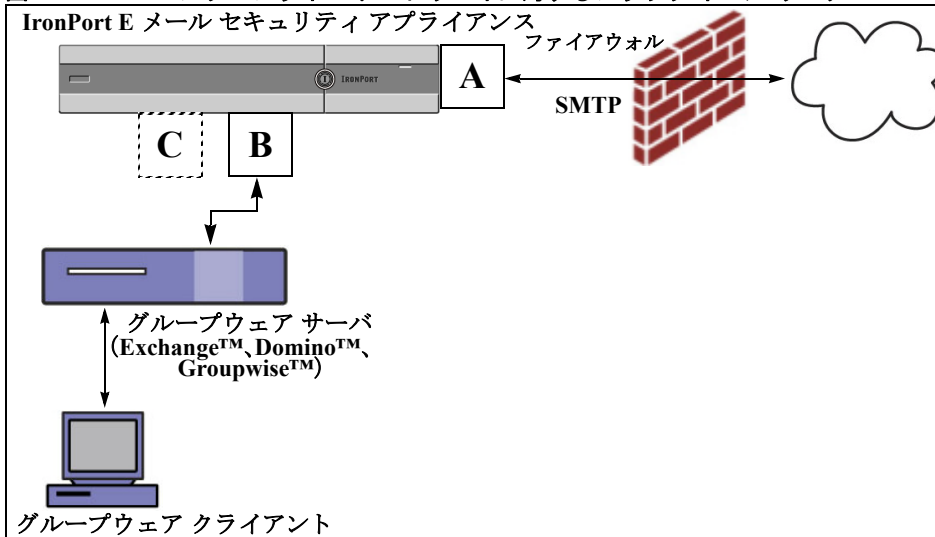 IronPort E メール セキュリティ アプライアンス
ファイアウォル
IRONPORT
A
SMTP
C
B
グループウェア サーバ
(Exchange™、Domino™、
Groupwise™)
グループウェア クライアント